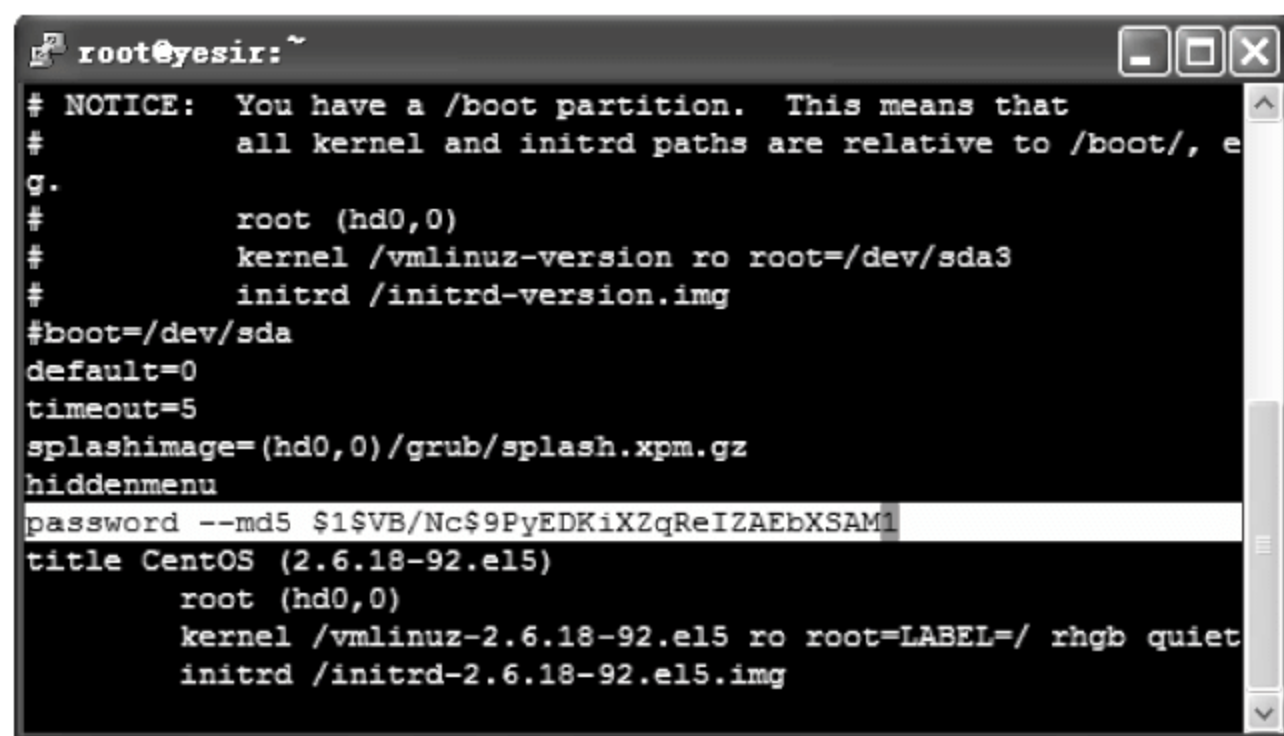 root@yesir:~
# NOTICE:  You have a /boot partition.  This means that
#          all kernel and initrd paths are relative to /boot/, e
g.
#          root (hd0,0)
#          kernel /vmlinuz-version ro root=/dev/sda3
#          initrd /initrd-version.img
#boot=/dev/sda
default=0
timeout=5
splashimage=(hd0,0)/grub/splash.xpm.gz
hiddenmenu
password --md5 $1$VB/Nc$9PyEDKiXZqReIZAEbXSAM1
title CentOS (2.6.18-92.el5)
        root (hd0,0)
        kernel /vmlinuz-2.6.18-92.el5 ro root=LABEL=/ rhgb quiet
        initrd /initrd-2.6.18-92.el5.img